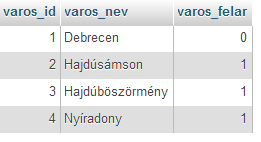 varos_id varos_nev varos_felar
1 Debrecen 0
2 Hajdúsámson 1
3 Hajdúböszörmény 1
4 Nyíradony 1